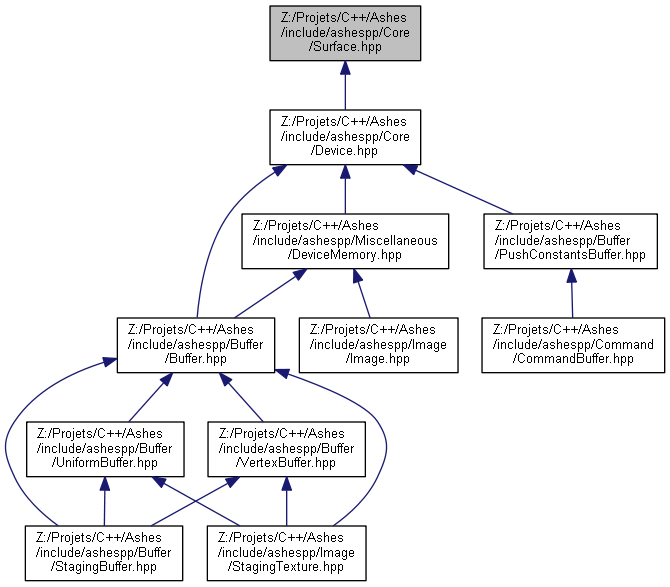 Z:/Projets/C++/Ashes
/include/ashespp/Core
/Surface.hpp
Z:/Projets/C++/Ashes
/include/ashespp/Core
/Device.hpp
Z:/Projets/C++/Ashes
/include/ashespp/Miscellaneous
/DeviceMemory.hpp
Z:/Projets/C++/Ashes
/include/ashespp/Buffer
/PushConstantsBuffer.hpp
Z:/Projets/C++/Ashes
/include/ashespp/Buffer
/Buffer.hpp
Z:/Projets/C++/Ashes
/include/ashespp/Image
/Image.hpp
Z:/Projets/C++/Ashes
/include/ashespp/Command
/CommandBuffer.hpp
Z:/Projets/C++/Ashes
/include/ashespp/Buffer
/UniformBuffer.hpp
Z:/Projets/C++/Ashes
/include/ashespp/Buffer
/VertexBuffer.hpp
Z:/Projets/C++/Ashes
/include/ashespp/Buffer
/StagingBuffer.hpp
Z:/Projets/C++/Ashes
/include/ashespp/Image
/StagingTexture.hpp